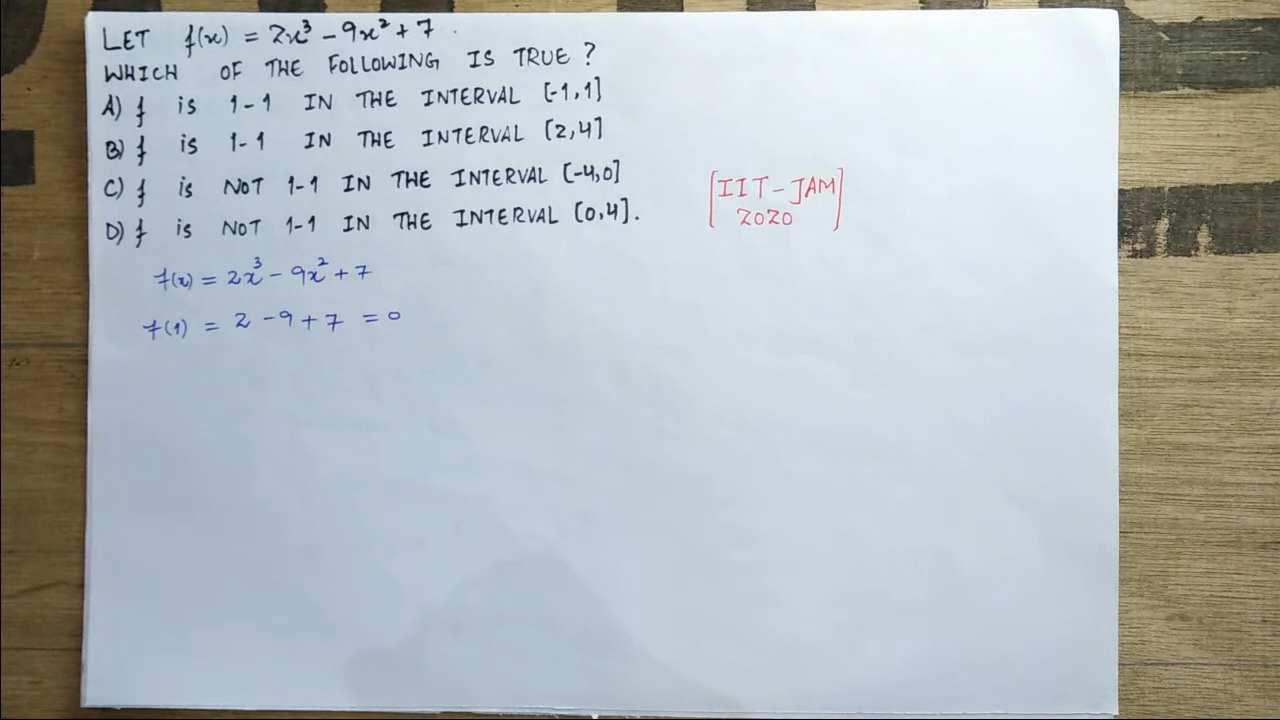 LET f(x) = 2x³ - 9x² + 7.
WHICH OF THE FOLLOWING IS TRUE?
A) f is 1-1 IN THE INTERVAL [-1,1]
B) f is 1-1 IN THE INTERVAL [2,4]
C) f is NOT 1-1 IN THE INTERVAL [-4,0]
D) f is NOT 1-1 IN THE INTERVAL [0,4].
[IIT-JAM
2020]
f(x) = 2x³ - 9x² + 7
f(1) = 2 - 9 + 7 = 0